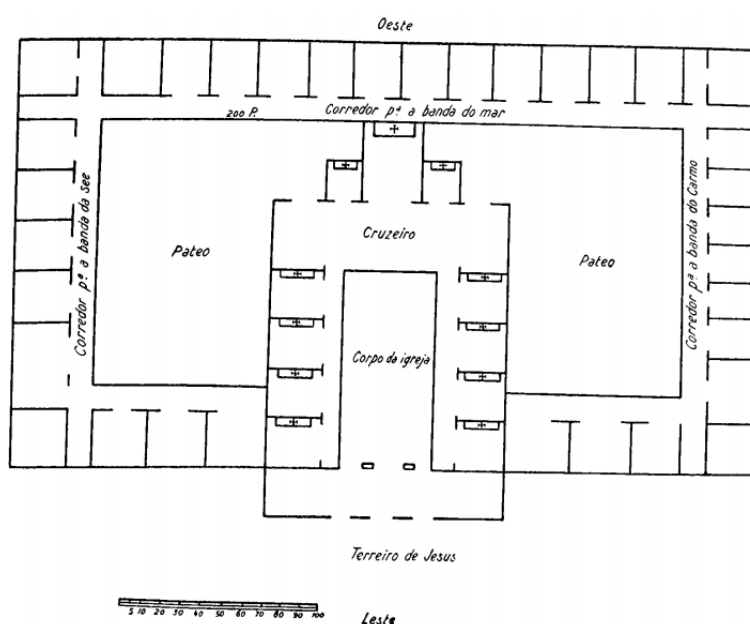 Oeste
200 P.
Corredor pª a banda do mar
Corredor pª a banda da see
Pateo
Cruzeiro
Pateo
Corredor pª a banda do Carmo
Corpo da igreja
Terreiro de Jesus
5 10 20 30 40 50 60 70 80 90 100
Leste